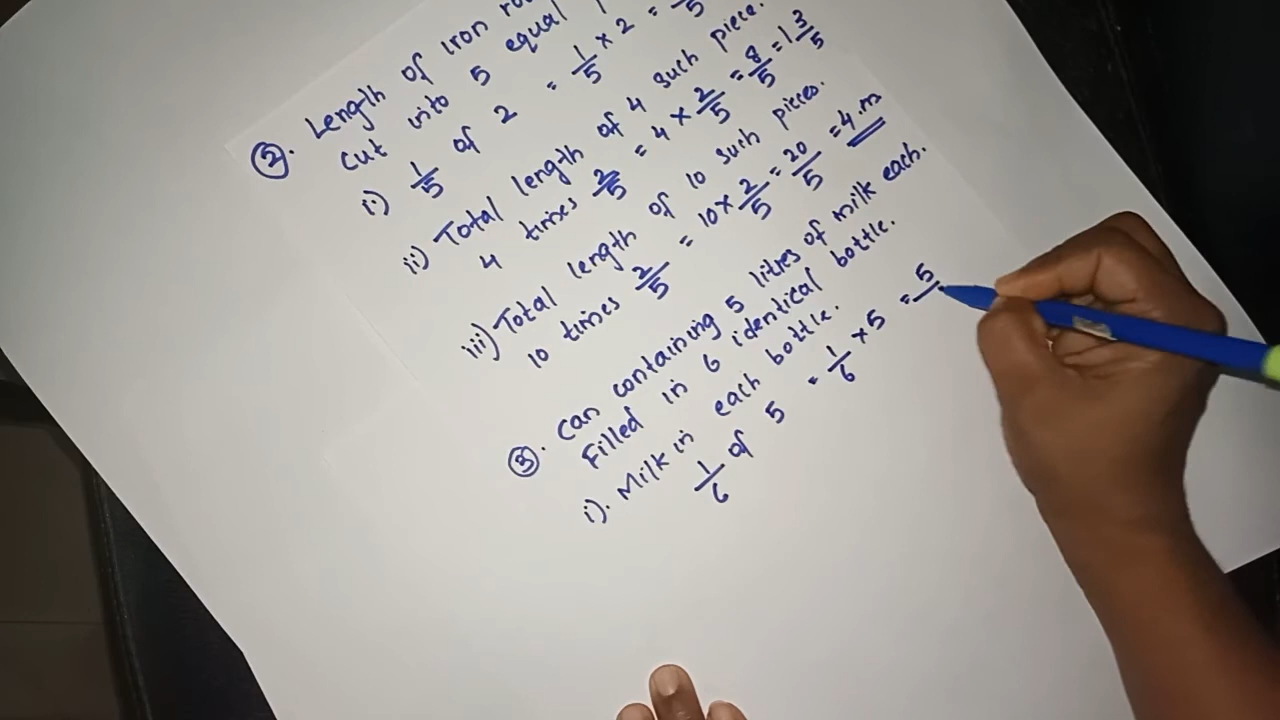 ②. Length of iron
cut into 5 equal
i) 1/5 of 2 = 1/5 × 2 = /5
ii) Total length of 4 such piece.
4 times 2/5 = 4 × 2/5 = 8/5 = 1 3/5
iii) Total length of 10 such pieces.
10 times 2/5 = 10 × 2/5 = 20/5 = 4.m
③. Can containing 5 litres of milk each.
Filled in 6 identical bottle.
i). Milk in each bottle.
1/6 of 5 = 1/6 × 5 = 5/